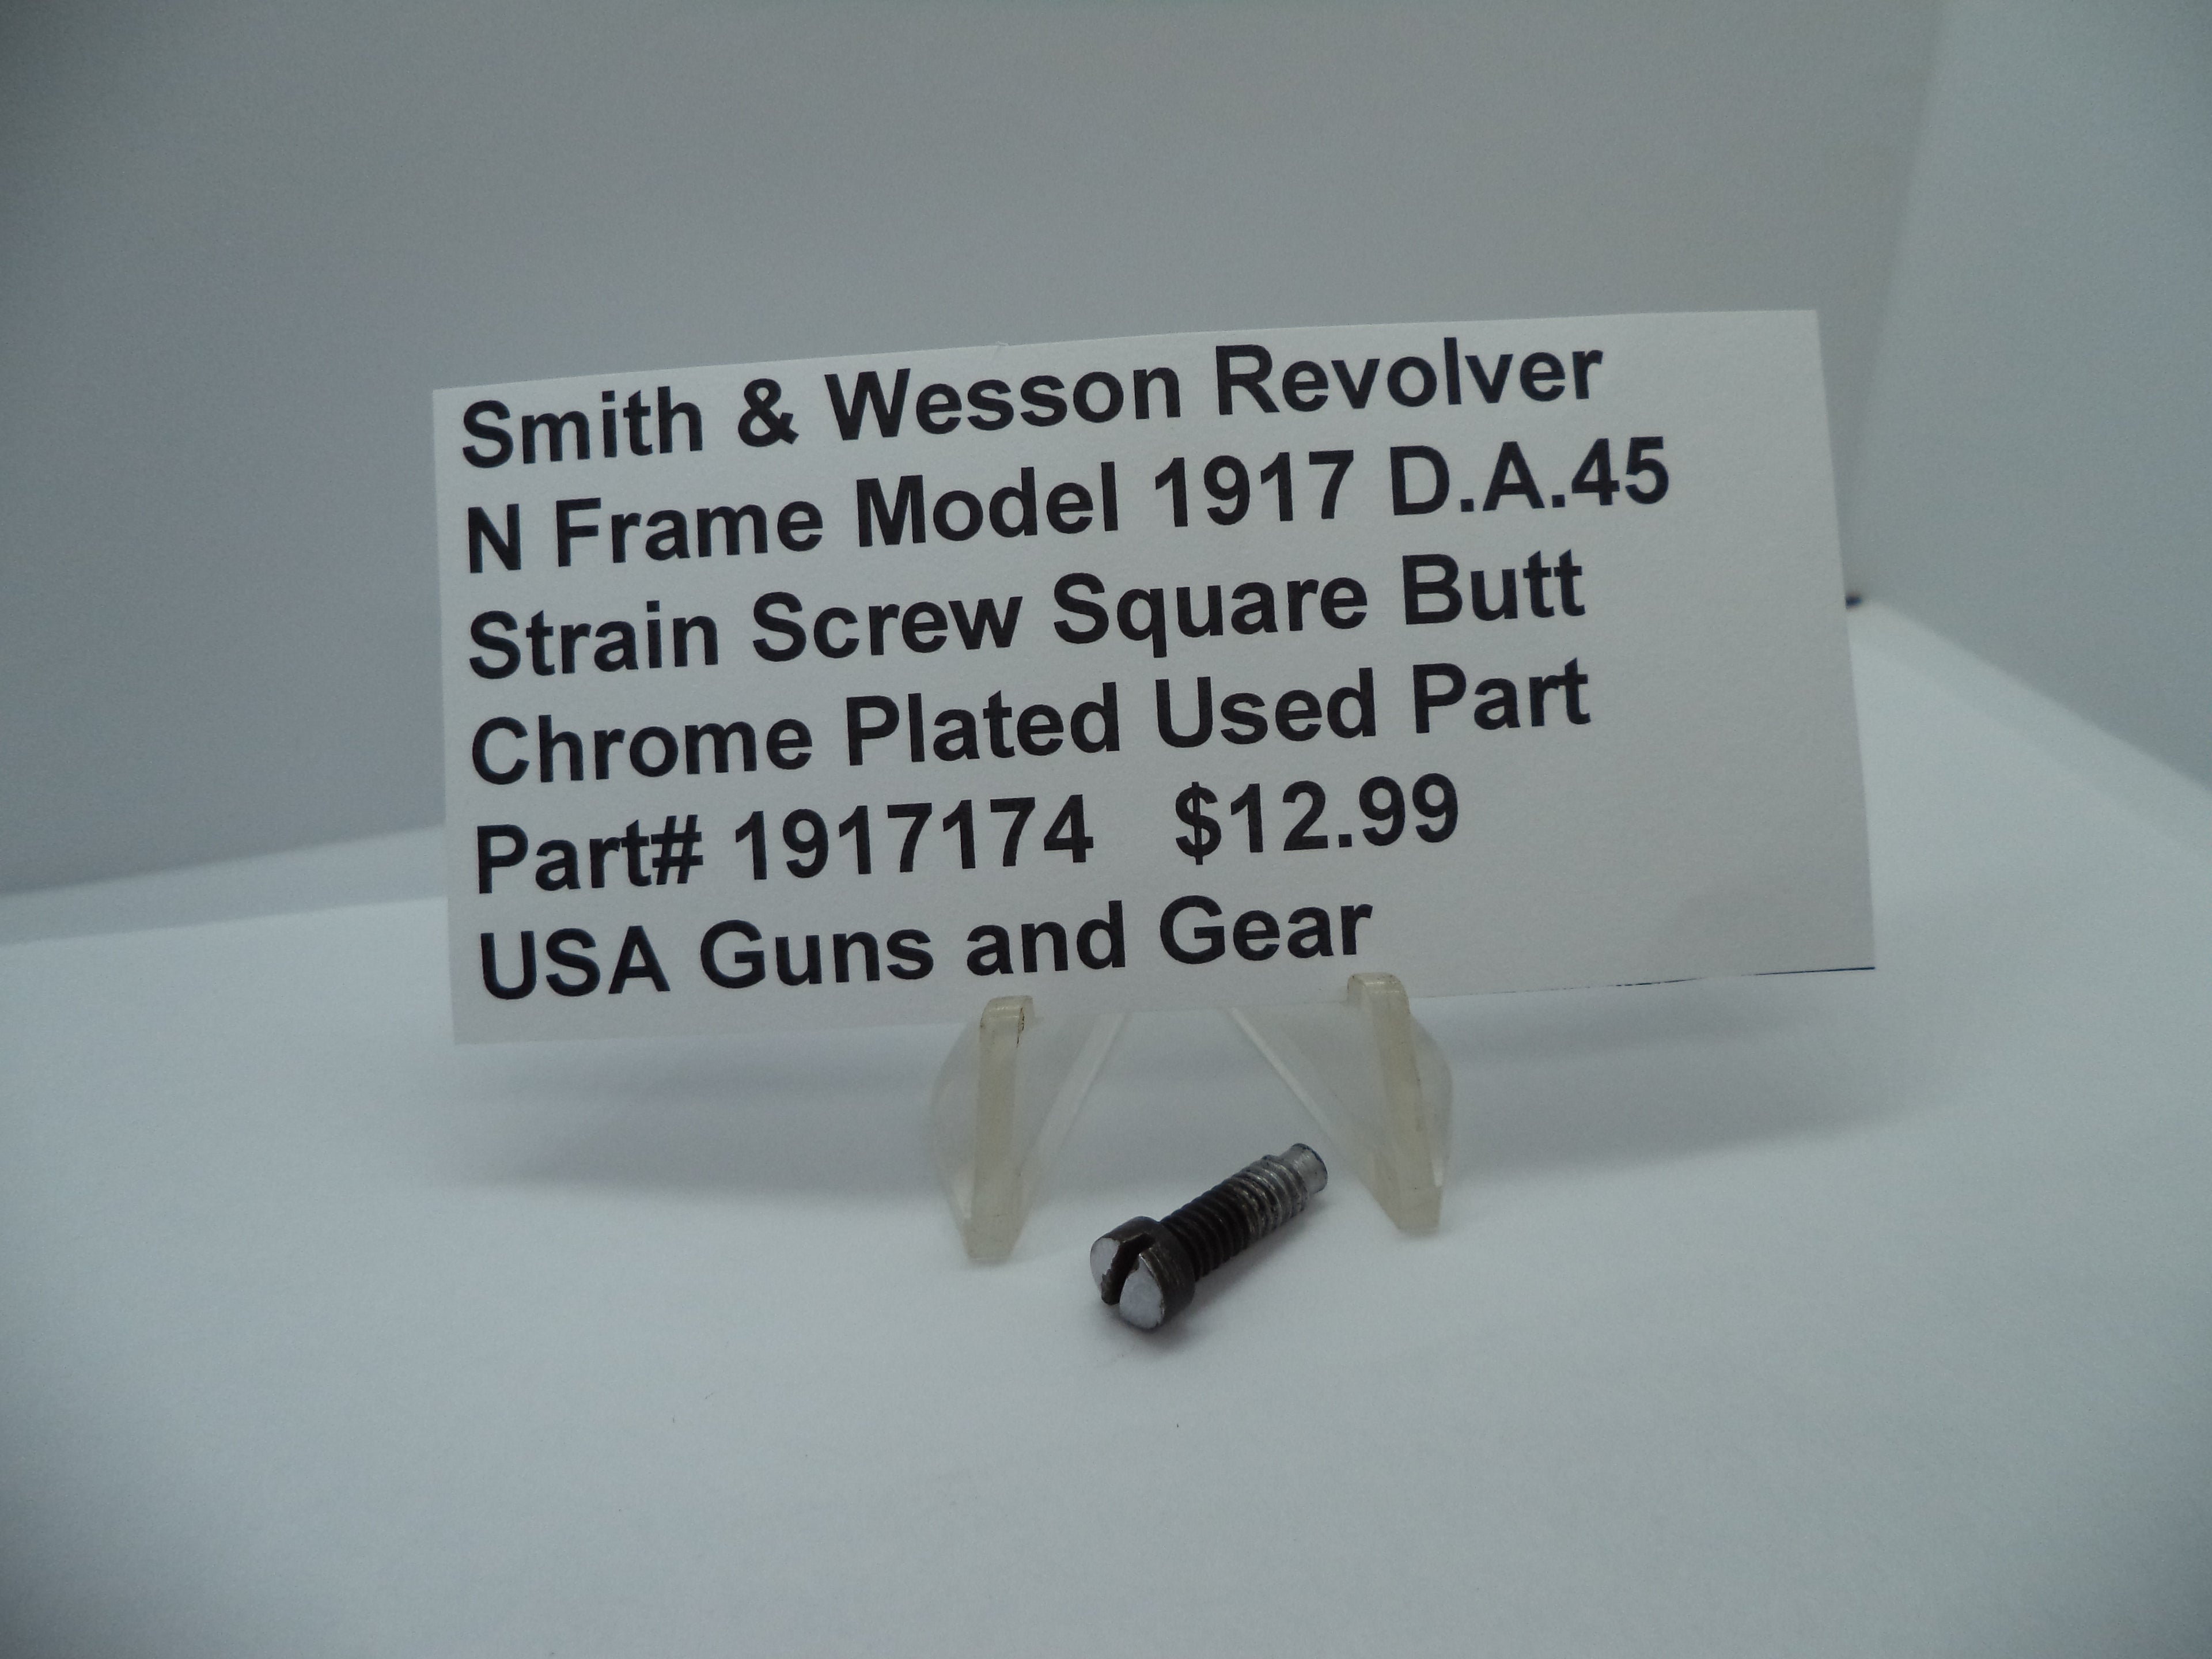 Smith & Wesson Revolver
N Frame Model 1917 D.A.45
Strain Screw Square Butt
Chrome Plated Used Part
Part# 1917174   $12.99
USA Guns and Gear